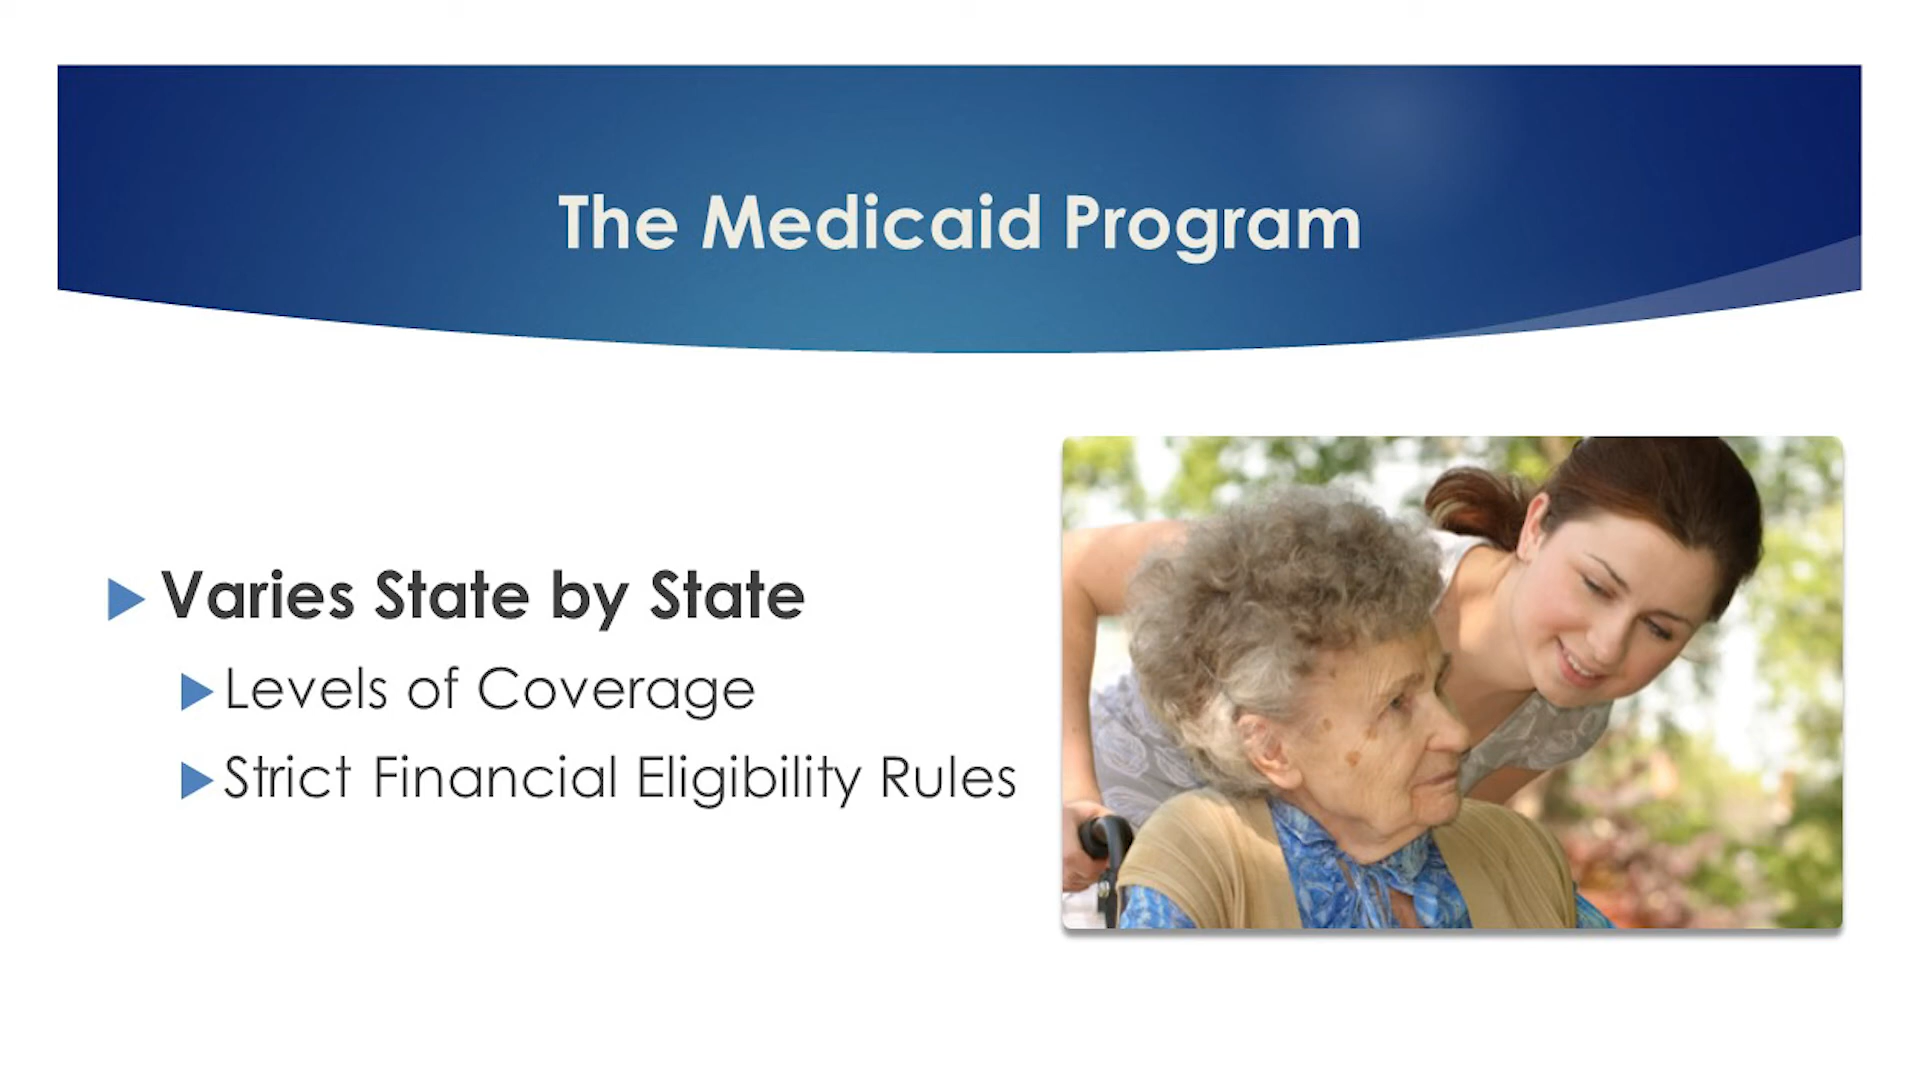 The Medicaid Program
Varies State by State
Levels of Coverage
Strict Financial Eligibility Rules